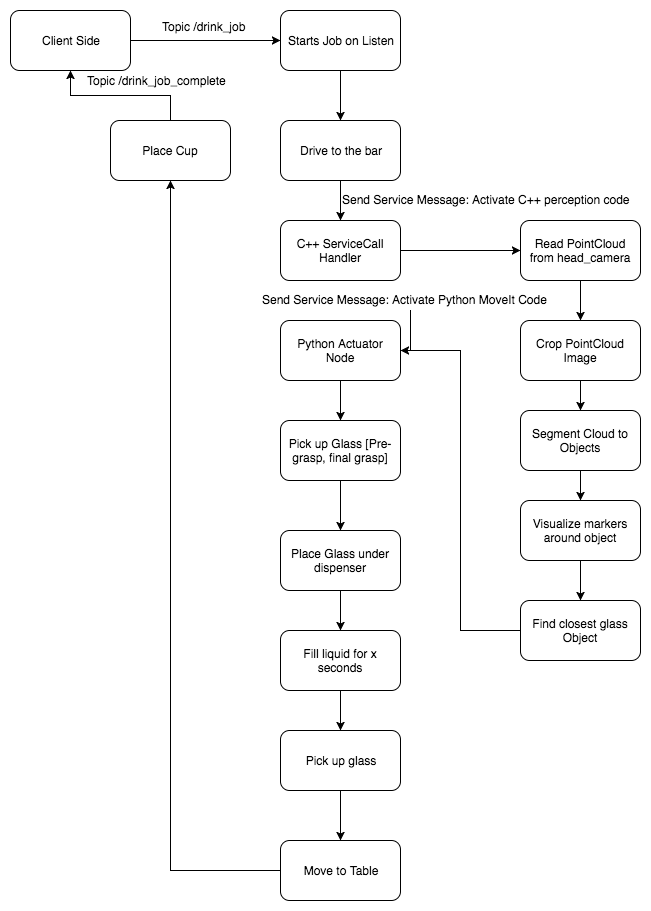 Client Side
Topic /drink_job
Starts Job on Listen
Topic /drink_job_complete
Place Cup
Drive to the bar
Send Service Message: Activate C++ perception code
C++ ServiceCall
Handler
Read PointCloud
from head_camera
Send Service Message: Activate Python MoveIt Code
Python Actuator
Node
Crop PointCloud
Image
Pick up Glass [Pre-
grasp, final grasp]
Segment Cloud to
Objects
Place Glass under
dispenser
Visualize markers
around object
Fill liquid for x
seconds
Find closest glass
Object
Pick up glass
Move to Table